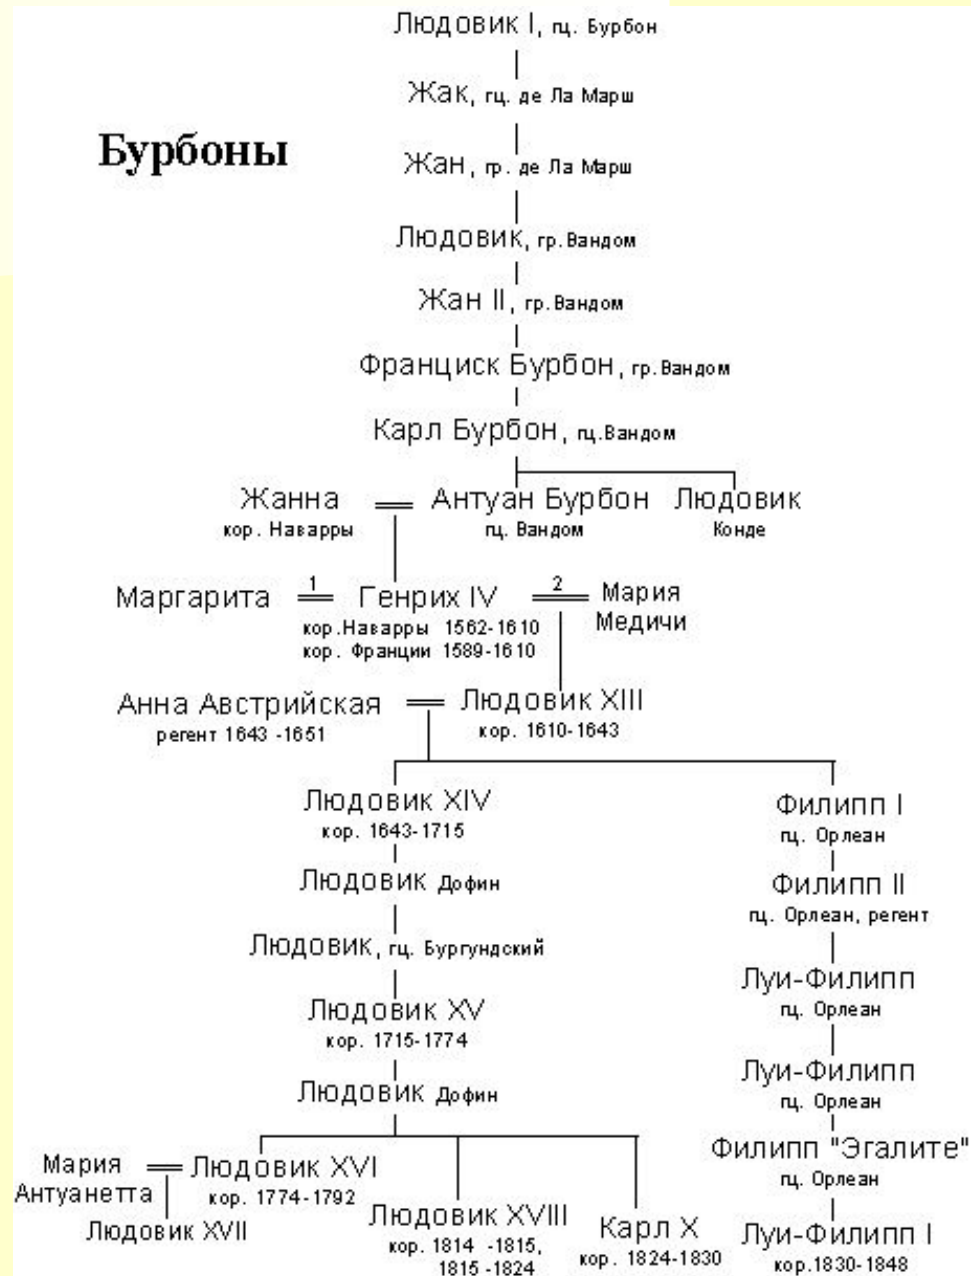 Людовик I, гц. Бурбон
Жак, гц. де Ла Марш
Бурбоны
Жан, гр. де Ла Марш
Людовик, гр.Вандом
Жан II, гр.Вандом
Франциск Бурбон, гр.Вандом
Карл Бурбон, гц.Вандом
Жанна
кор. Наварры
Антуан Бурбон
гц. Вандом
Людовик
Конде
Маргарита
1
Генрих IV
кор.Наварры 1562-1610
кор. Франции 1589-1610
2
Мария
Медичи
Анна Австрийская
регент 1643 -1651
Людовик XIII
кор. 1610-1643
Людовик XIV
кор. 1643-1715
Филипп I
гц. Орлеан
Людовик Дофин
Филипп II
гц. Орлеан, регент
Людовик, гц. Бургундский
Луи-Филипп
гц. Орлеан
Людовик XV
кор. 1715-1774
Луи-Филипп
гц. Орлеан
Людовик Дофин
Филипп "Эгалите"
гц. Орлеан
Мария
Антуанетта
Людовик XVI
кор. 1774-1792
Людовик XVII
Людовик XVIII
кор. 1814 -1815,
1815 -1824
Карл X
кор. 1824-1830
Луи-Филипп I
кор.1830-1848